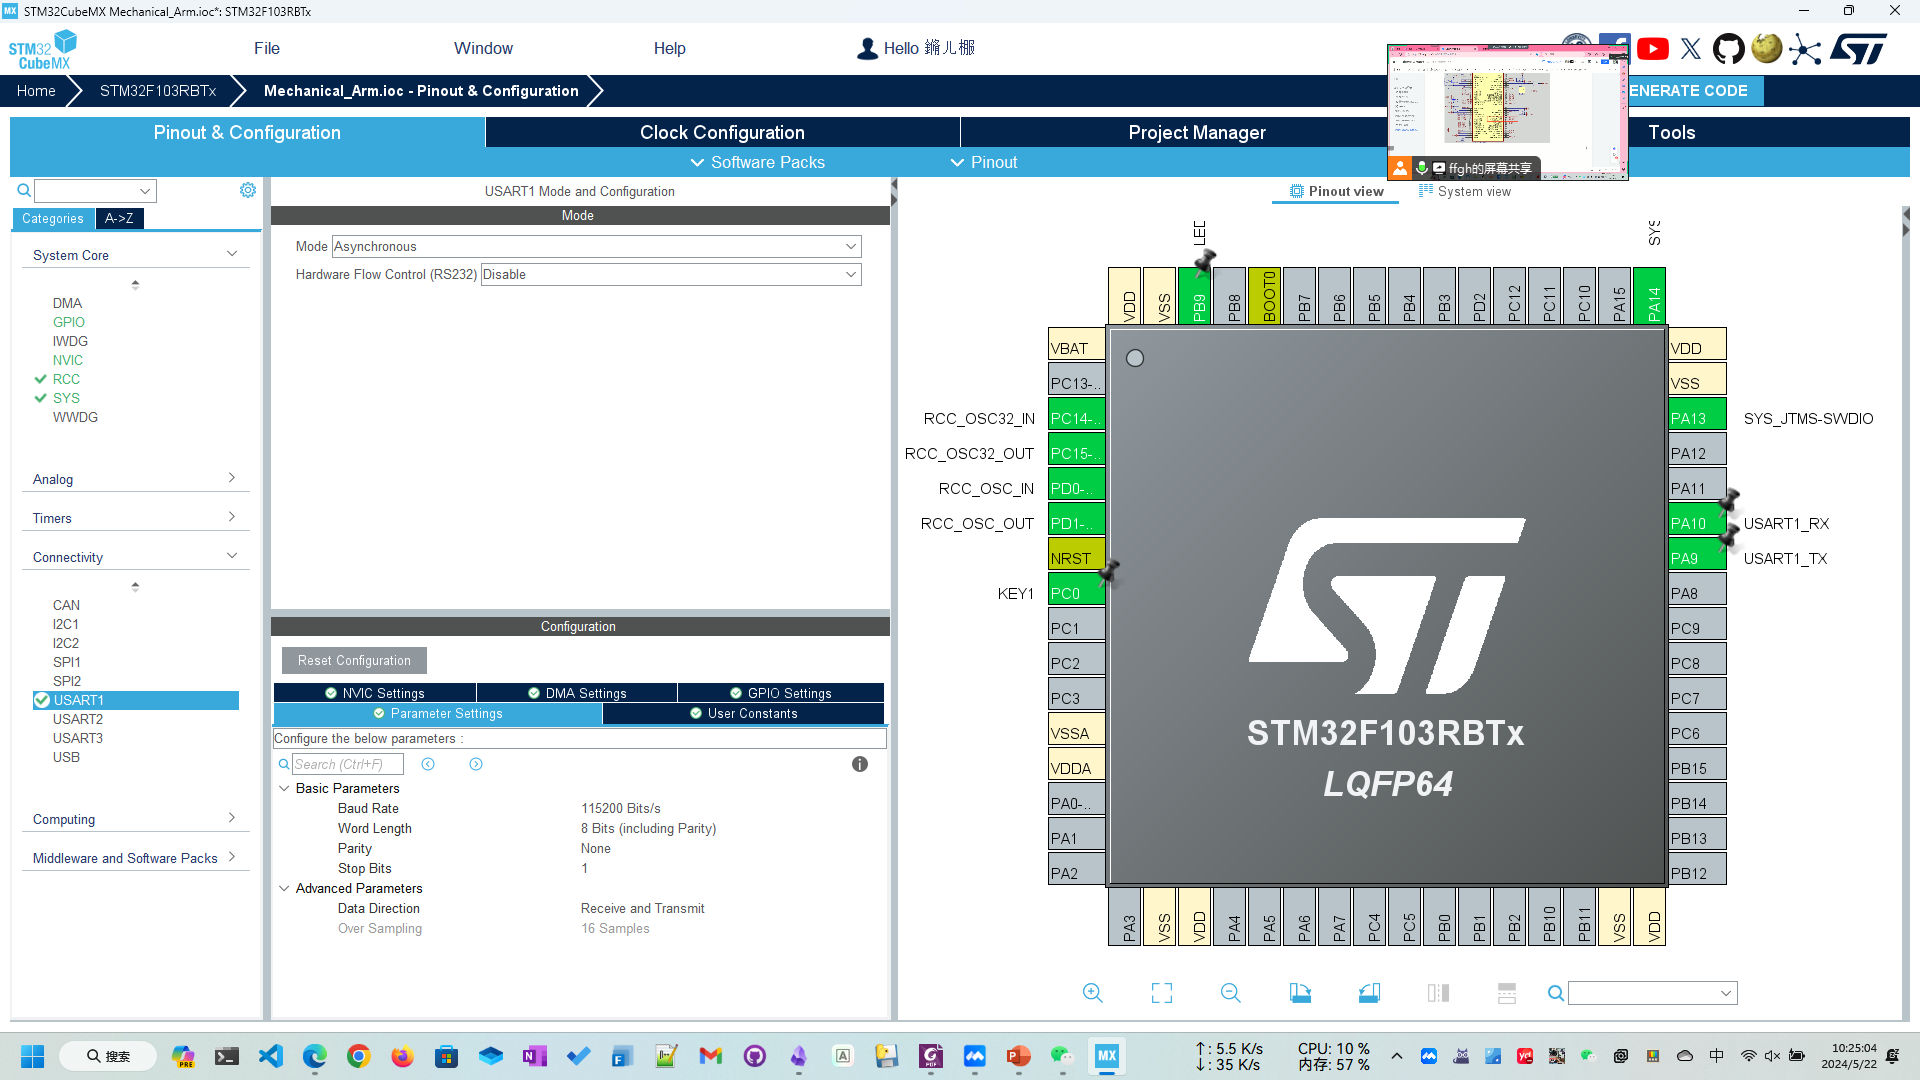 MX STM32CubeMX Mechanical_Arm.ioc*: STM32F103RBTx
STM32
CubeMX
File
Window
Help
Hello
Home
STM32F103RBTx
Mechanical_Arm.ioc - Pinout & Configuration
ENERATE CODE
Pinout & Configuration
Clock Configuration
Project Manager
Tools
Software Packs
Pinout
ffgh的屏幕共享
Categories
A->Z
System Core
DMA
GPIO
IWDG
NVIC
RCC
SYS
WWDG
Analog
Timers
Connectivity
CAN
I2C1
I2C2
SPI1
SPI2
USART1
USART2
USART3
USB
Computing
Middleware and Software Packs
USART1 Mode and Configuration
Mode
Mode Asynchronous
Hardware Flow Control (RS232) Disable
Configuration
Reset Configuration
NVIC Settings
DMA Settings
GPIO Settings
Parameter Settings
User Constants
Configure the below parameters :
Search (Ctrl+F)
Basic Parameters
Baud Rate 115200 Bits/s
Word Length 8 Bits (including Parity)
Parity None
Stop Bits 1
Advanced Parameters
Data Direction Receive and Transmit
Over Sampling 16 Samples
Pinout view
System view
LED
SYS
VDD
VSS
PB9
PB8
BOOT0
PB7
PB6
PB5
PB4
PB3
PD2
PC12
PC11
PC10
PA15
PA14
VBAT
PC13-..
RCC_OSC32_IN PC14-..
RCC_OSC32_OUT PC15-..
RCC_OSC_IN PD0-..
RCC_OSC_OUT PD1-..
NRST
KEY1 PC0
PC1
PC2
PC3
VSSA
VDDA
PA0-..
PA1
PA2
STM32F103RBTx
LQFP64
VDD
VSS
PA13 SYS_JTMS-SWDIO
PA12
PA11
PA10 USART1_RX
PA9 USART1_TX
PA8
PC9
PC8
PC7
PC6
PB15
PB14
PB13
PB12
PA3
VSS
VDD
PA4
PA5
PA6
PA7
PC4
PC5
PB0
PB1
PB2
PB10
PB11
VSS
VDD
搜索
PRE
MX
↑: 5.5 K/s
↓: 35 K/s
CPU: 10 %
内存: 57 %
中
10:25:04
2024/5/22